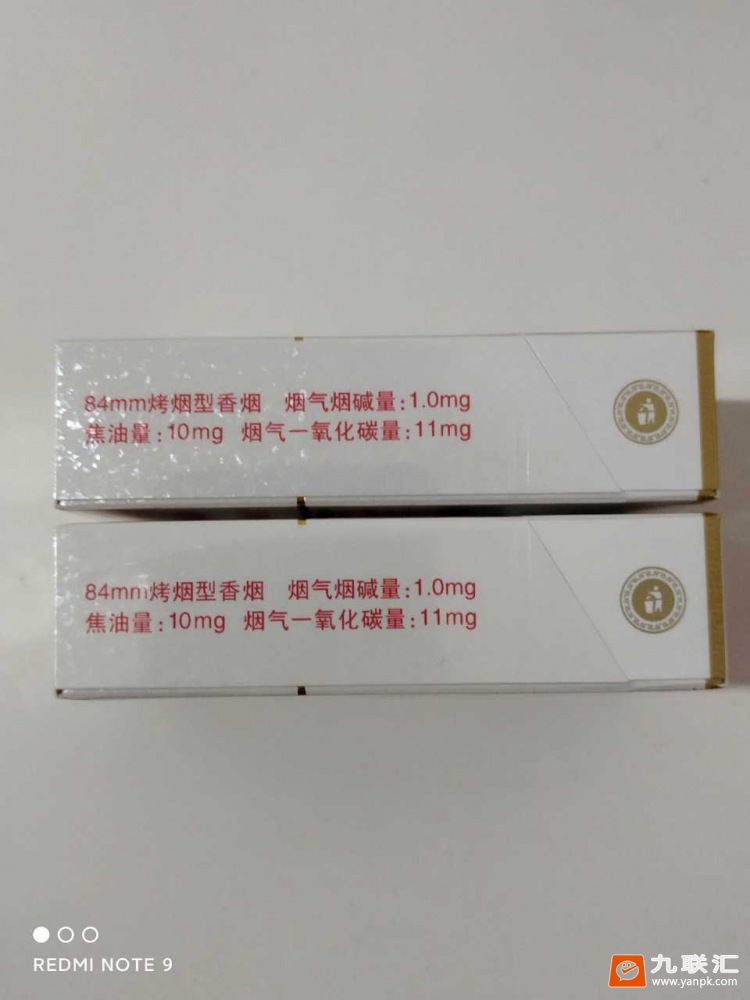 84mm烤烟型香烟 烟气烟碱量:1.0mg
焦油量:10mg 烟气一氧化碳量:11mg
84mm烤烟型香烟 烟气烟碱量:1.0mg
焦油量:10mg 烟气一氧化碳量:11mg
REDMI NOTE 9
九联汇
www.yanpk.com